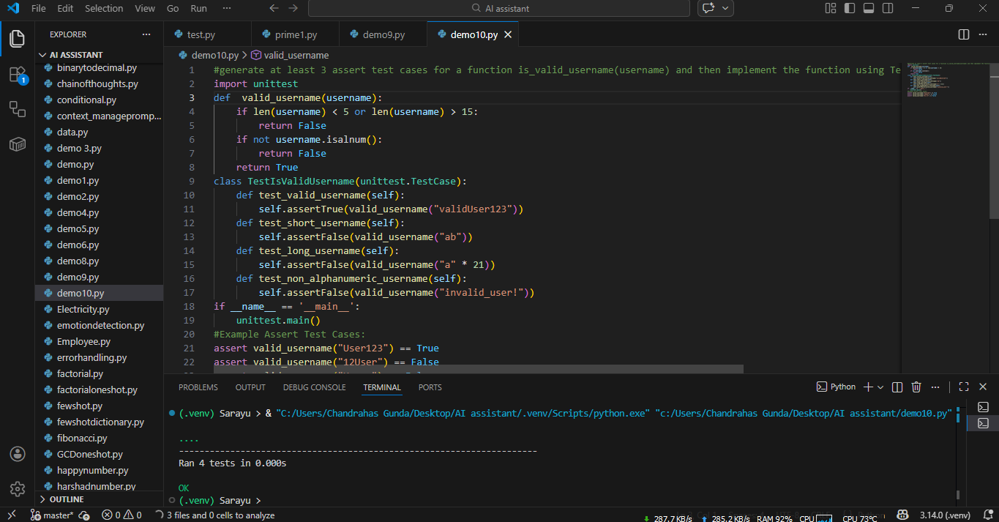 File Edit Selection View Go Run ··· AI assistant
EXPLORER ···
AI ASSISTANT
binarytodecimal.py
chainofthoughts.py
conditional.py
context_managepromp...
data.py
demo 3.py
demo.py
demo1.py
demo2.py
demo4.py
demo5.py
demo6.py
demo8.py
demo9.py
demo10.py
Electricity.py
emotiondetection.py
Employee.py
errorhandling.py
factorial.py
factorialoneshot.py
fewshot.py
fewshotdictionary.py
fibonacci.py
GCDoneshot.py
happynumber.py
harshadnumber.py
OUTLINE
1
test.py prime1.py demo9.py demo10.py
demo10.py > valid_username
1 #generate at least 3 assert test cases for a function is_valid_username(username) and then implement the function using Te
2 import unittest
3 def  valid_username(username):
4     if len(username) < 5 or len(username) > 15:
5         return False
6     if not username.isalnum():
7         return False
8     return True
9 class TestIsValidUsername(unittest.TestCase):
10     def test_valid_username(self):
11         self.assertTrue(valid_username("validUser123"))
12     def test_short_username(self):
13         self.assertFalse(valid_username("ab"))
14     def test_long_username(self):
15         self.assertFalse(valid_username("a" * 21))
16     def test_non_alphanumeric_username(self):
17         self.assertFalse(valid_username("invalid_user!"))
18 if __name__ == '__main__':
19     unittest.main()
20 #Example Assert Test Cases:
21 assert valid_username("User123") == True
22 assert valid_username("12User") == False
PROBLEMS OUTPUT DEBUG CONSOLE TERMINAL PORTS Python ···
(.venv) Sarayu > & "C:/Users/Chandrahas Gunda/Desktop/AI assistant/.venv/Scripts/python.exe" "c:/Users/Chandrahas Gunda/Desktop/AI assistant/demo10.py"
....
----------------------------------------------------------------------
Ran 4 tests in 0.000s
OK
(.venv) Sarayu >
master* 0 0 3 files and 0 cells to analyze 287.7KB/s 285.2KB/s RAM 92% CPU CPU 73°C 3.14.0 (.venv)